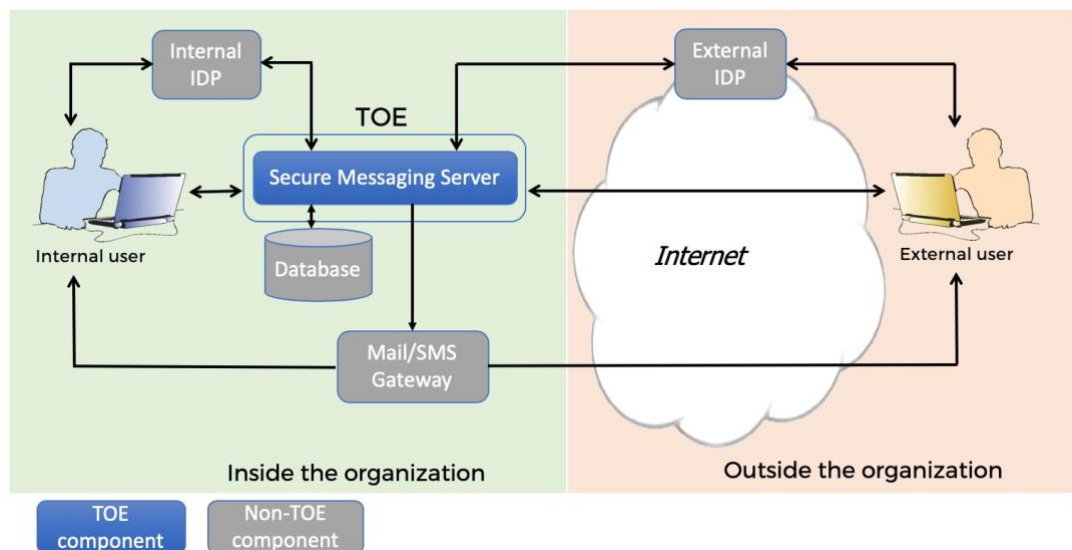 Internal
IDP
External
IDP
TOE
Secure Messaging Server
Internal user
Database
Internet
External user
Mail/SMS
Gateway
Inside the organization
Outside the organization
TOE
component
Non-TOE
component